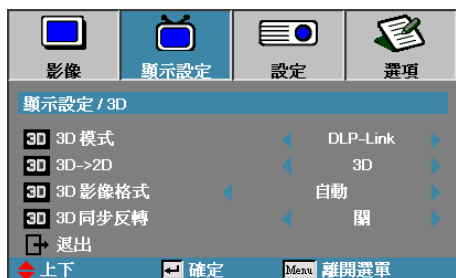 影像 顯示設定 設定 選項
顯示設定 / 3D
3D 3D 模式 DLP-Link
3D 3D->2D 3D
3D 3D 影像格式 自動
3D 3D 同步反轉 關
退出
上下 確定 Menu 離開選單